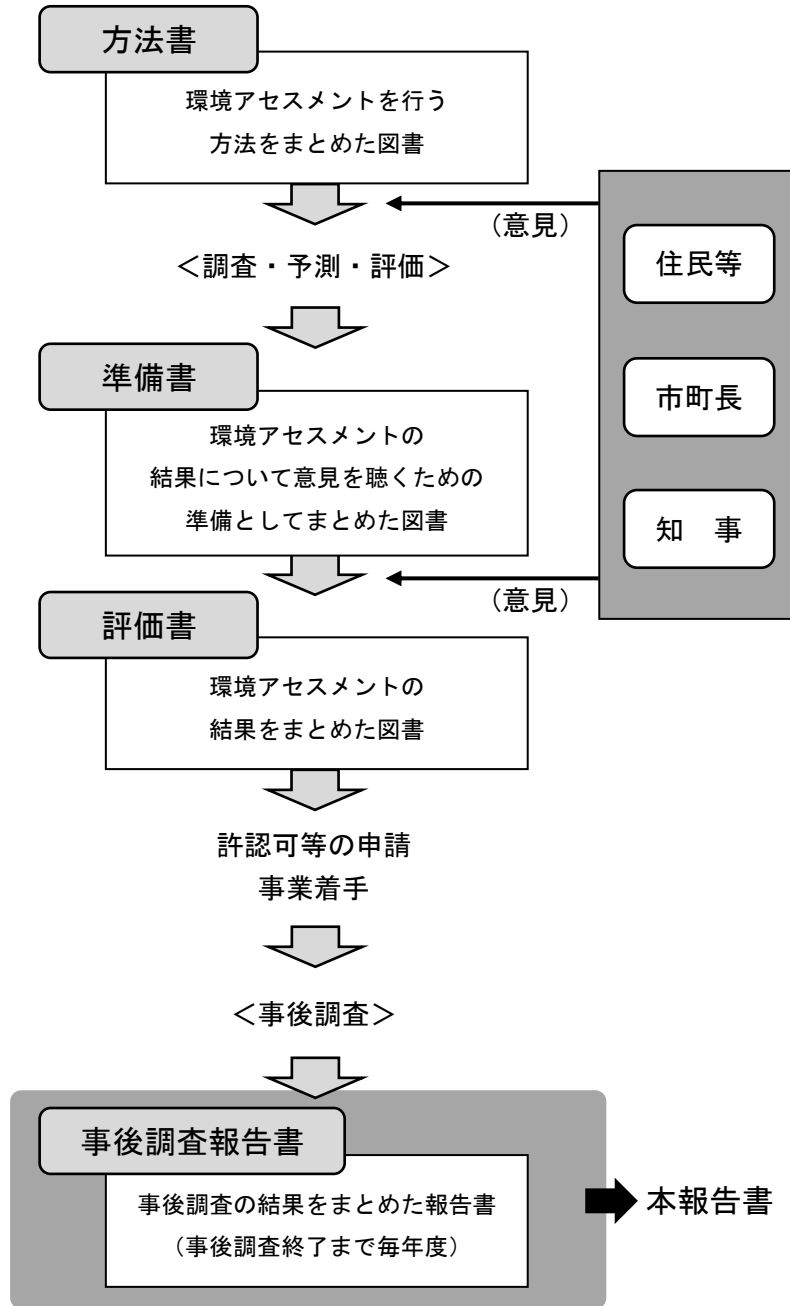 方法書
環境アセスメントを行う
方法をまとめた図書
(意見)
住民等
<調査・予測・評価>
市町長
準備書
環境アセスメントの
結果について意見を聴くための
準備としてまとめた図書
知　事
(意見)
評価書
環境アセスメントの
結果をまとめた図書
許認可等の申請
事業着手
<事後調査>
事後調査報告書
事後調査の結果をまとめた報告書
(事後調査終了まで毎年度)
本報告書